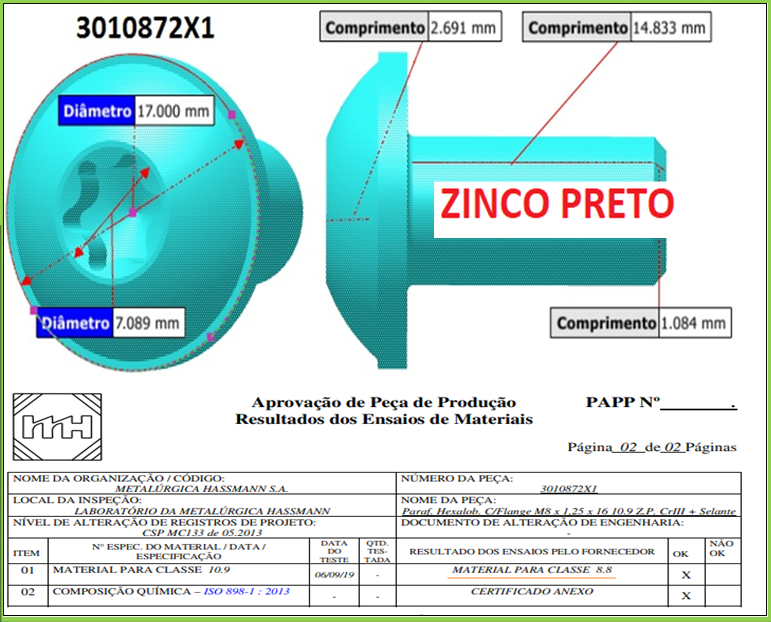 3010872X1
Comprimento 2.691 mm
Comprimento 14.833 mm
Diâmetro 17.000 mm
ZINCO PRETO
Diâmetro 7.089 mm
Comprimento 1.084 mm
Aprovação de Peça de Produção
Resultados dos Ensaios de Materiais
PAPP Nº_________.
Página 02 de 02 Páginas
NOME DA ORGANIZAÇÃO / CÓDIGO:
METALÚRGICA HASSMANN S.A.
NÚMERO DA PEÇA:
3010872X1
LOCAL DA INSPEÇÃO:
LABORATÓRIO DA METALÚRGICA HASSMANN
NOME DA PEÇA:
Paraf. Hexalob. C/Flange M8 x 1,25 x 16 10.9 Z.P. CrIII + Selante
NÍVEL DE ALTERAÇÃO DE REGISTROS DE PROJETO:
CSP MC133 de 05.2013
DOCUMENTO DE ALTERAÇÃO DE ENGENHARIA:
-
ITEM
Nº ESPEC. DO MATERIAL / DATA /
ESPECIFICAÇÃO
DATA
DO
TESTE
QTD.
TES-
TADA
RESULTADO DOS ENSAIOS PELO FORNECEDOR
OK
NÃO
OK
01 MATERIAL PARA CLASSE 10.9 06/09/19 - MATERIAL PARA CLASSE 8.8 X
02 COMPOSIÇÃO QUÍMICA – ISO 898-1 : 2013 - - CERTIFICADO ANEXO X